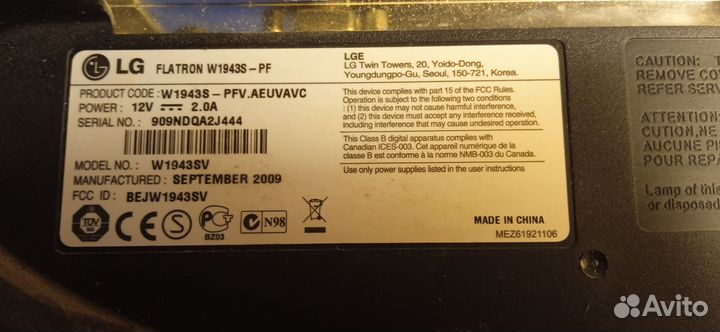 LG FLATRON W1943S-PF
PRODUCT CODE: W1943S-PFV.AEUVAVC
POWER: 12V 2.0A
SERIAL NO.: 909NDQA2J444
MODEL NO.: W1943SV
MANUFACTURED: SEPTEMBER 2009
FCC ID: BEJW1943SV
TÜV
CE
PC
BZ03
C N98
LGE
LG Twin Towers, 20, Yoido-Dong,
Youngdungpo-Gu, Seoul, 150-721, Korea.
This device complies with part 15 of the FCC Rules.
Operation is subject to the following two conditions
: (1) this device may not cause harmful interference,
and (2) this device must accept any interference
that may cause undesired operation.
This Class B digital apparatus complies with
Canadian ICES-003. Cet appareil numérique de la
classe B est conforme à la norme NMB-003 du Canada.
Use only power supplies listed in the user instructions
MADE IN CHINA
MEZ61921106
CAUTION: T
REMOVE CO
REFER SERV
ATTENTION
CUTION,NE
AUCUNE PI
POUR REPAR
Lamp of this
or disposed
Avito